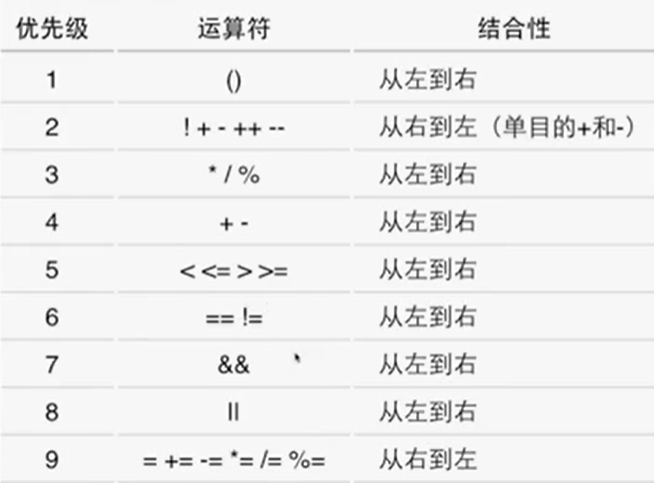 优先级 运算符 结合性
1 () 从左到右
2 ! + - ++ -- 从右到左（单目的+和-）
3 * / % 从左到右
4 + - 从左到右
5 < <= > >= 从左到右
6 == != 从左到右
7 && 从左到右
8 || 从左到右
9 = += -= *= /= %= 从右到左